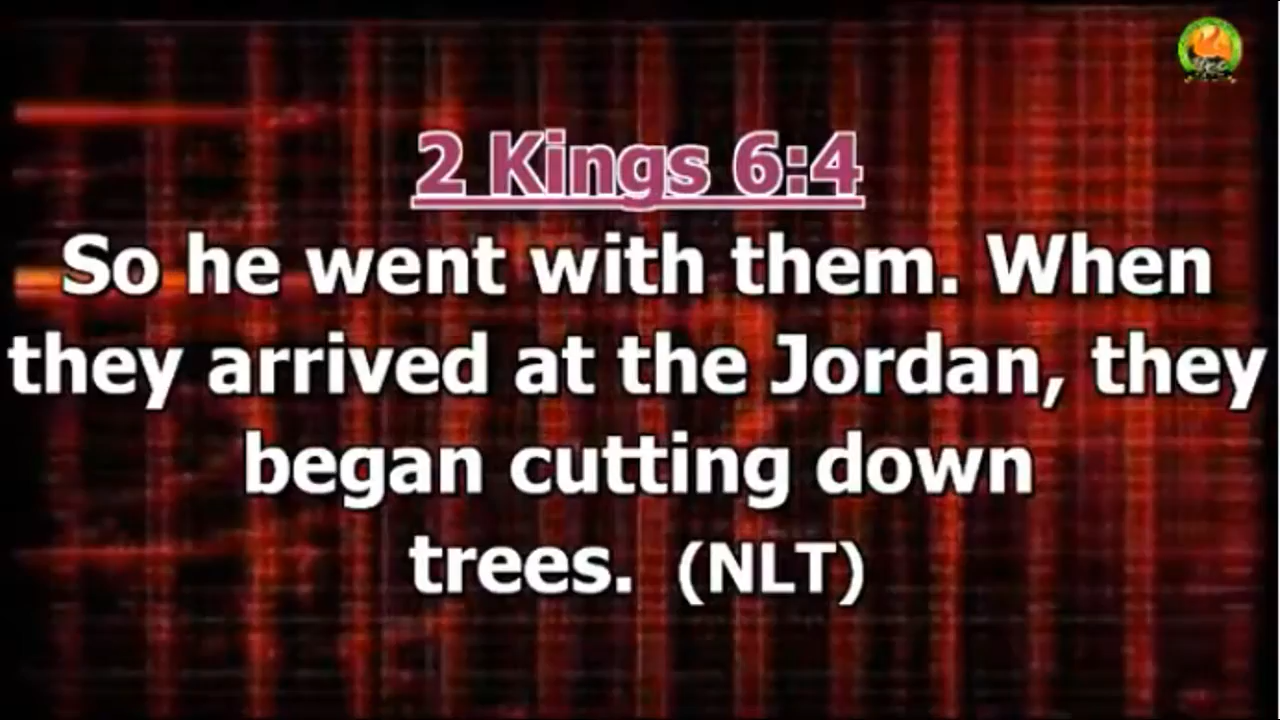 2 Kings 6:4
So he went with them. When
they arrived at the Jordan, they
began cutting down
trees. (NLT)